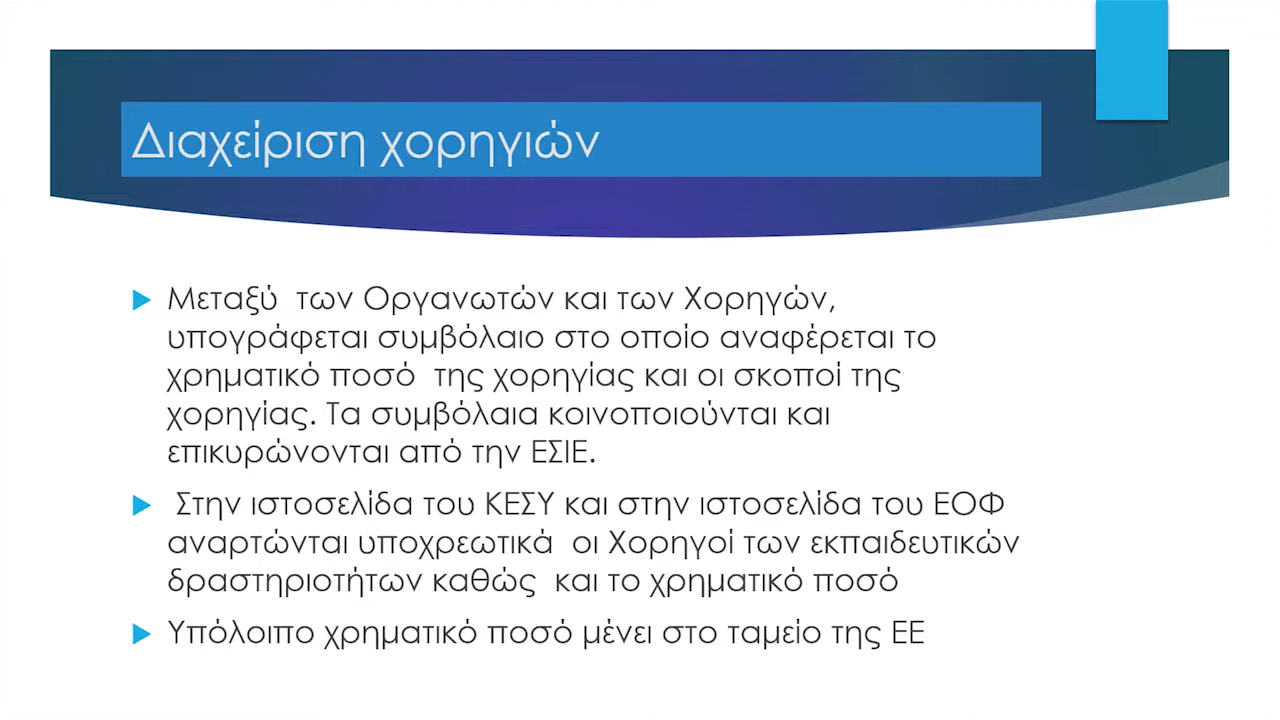 Διαχείριση χορηγιών
Μεταξύ των Οργανωτών και των Χορηγών,
υπογράφεται συμβόλαιο στο οποίο αναφέρεται το
χρηματικό ποσό της χορηγίας και οι σκοποί της
χορηγίας. Τα συμβόλαια κοινοποιούνται και
επικυρώνονται από την ΕΣΙΕ.
Στην ιστοσελίδα του ΚΕΣΥ και στην ιστοσελίδα του ΕΟΦ
αναρτώνται υποχρεωτικά οι Χορηγοί των εκπαιδευτικών
δραστηριοτήτων καθώς και το χρηματικό ποσό
Υπόλοιπο χρηματικό ποσό μένει στο ταμείο της ΕΕ